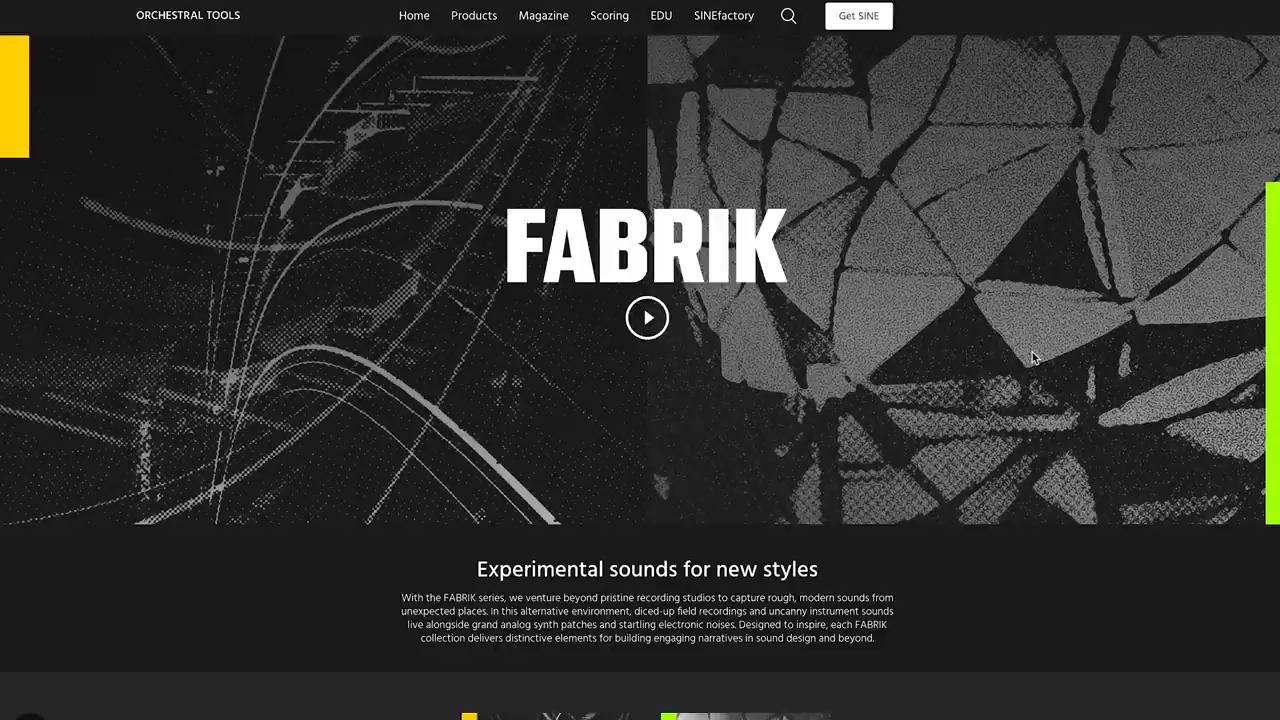 ORCHESTRAL TOOLS
Home Products Magazine Scoring EDU SINEfactory Get SINE
FABRIK
Experimental sounds for new styles
With the FABRIK series, we venture beyond pristine recording studios to capture rough, modern sounds from
unexpected places. In this alternative environment, diced-up field recordings and uncanny instrument sounds
live alongside grand analog synth patches and startling electronic noises. Designed to inspire, each FABRIK
collection delivers distinctive elements for building engaging narratives in sound design and beyond.